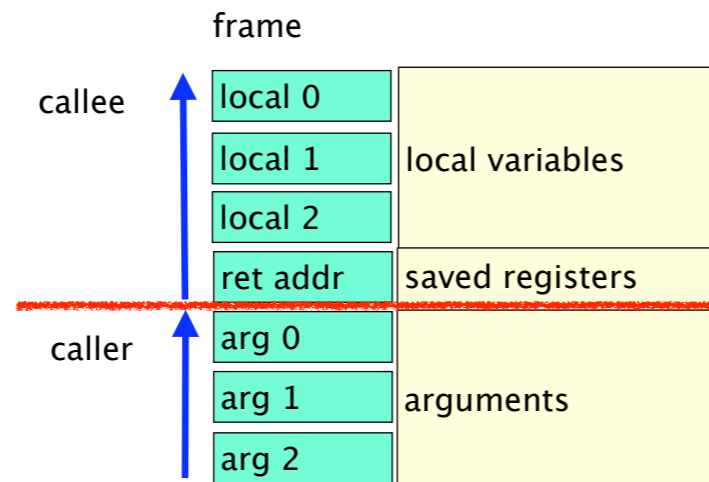 frame
callee
local 0
local 1
local variables
local 2
ret addr
saved registers
caller
arg 0
arg 1
arguments
arg 2